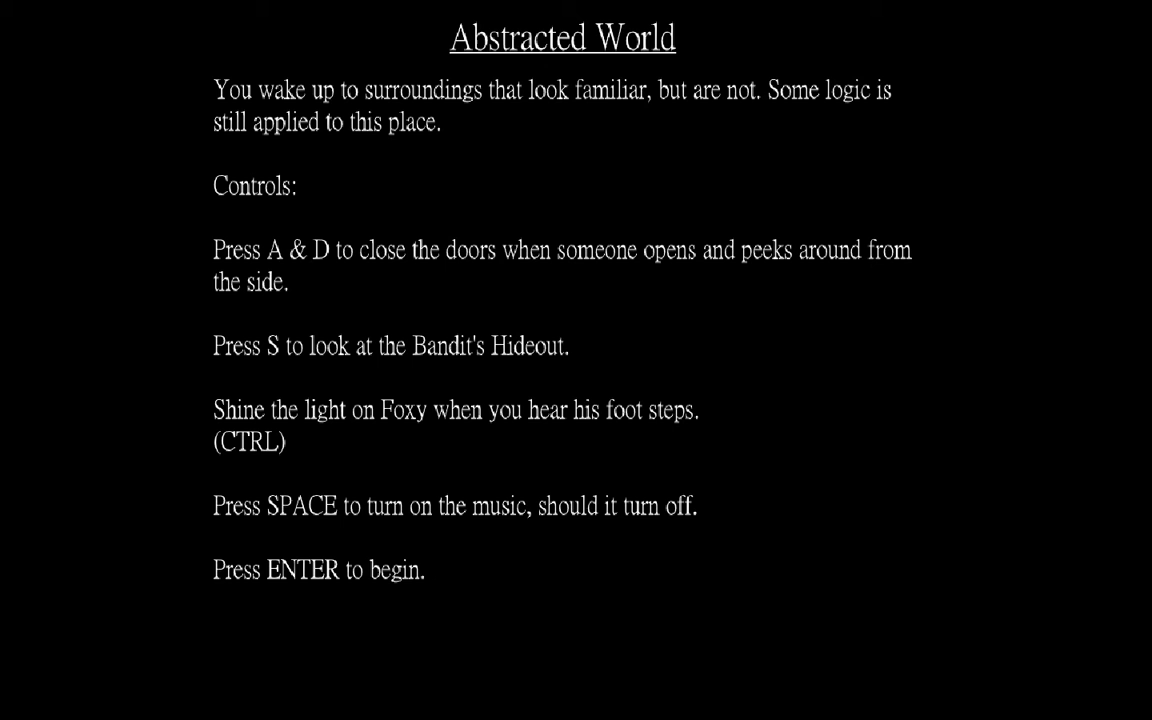 Abstracted World
You wake up to surroundings that look familiar, but are not. Some logic is
still applied to this place.
Controls:
Press A & D to close the doors when someone opens and peeks around from
the side.
Press S to look at the Bandit's Hideout.
Shine the light on Foxy when you hear his foot steps.
(CTRL)
Press SPACE to turn on the music, should it turn off.
Press ENTER to begin.